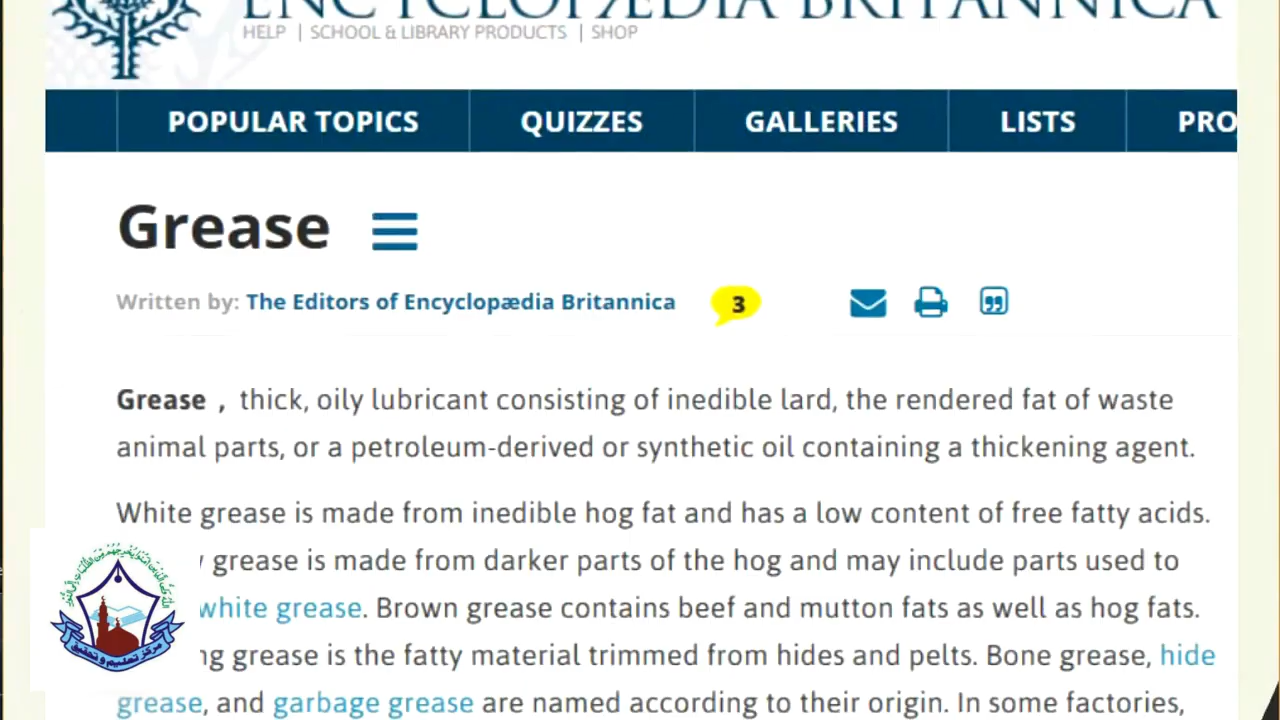 ENCYCLOPÆDIA BRITANNICA
HELP | SCHOOL & LIBRARY PRODUCTS | SHOP
POPULAR TOPICS QUIZZES GALLERIES LISTS PRO
Grease
Written by: The Editors of Encyclopædia Britannica 3
Grease , thick, oily lubricant consisting of inedible lard, the rendered fat of waste
animal parts, or a petroleum-derived or synthetic oil containing a thickening agent.
White grease is made from inedible hog fat and has a low content of free fatty acids.
grease is made from darker parts of the hog and may include parts used to
white grease. Brown grease contains beef and mutton fats as well as hog fats.
ng grease is the fatty material trimmed from hides and pelts. Bone grease, hide
grease, and garbage grease are named according to their origin. In some factories,
مرکز تعلیم و تحقیق